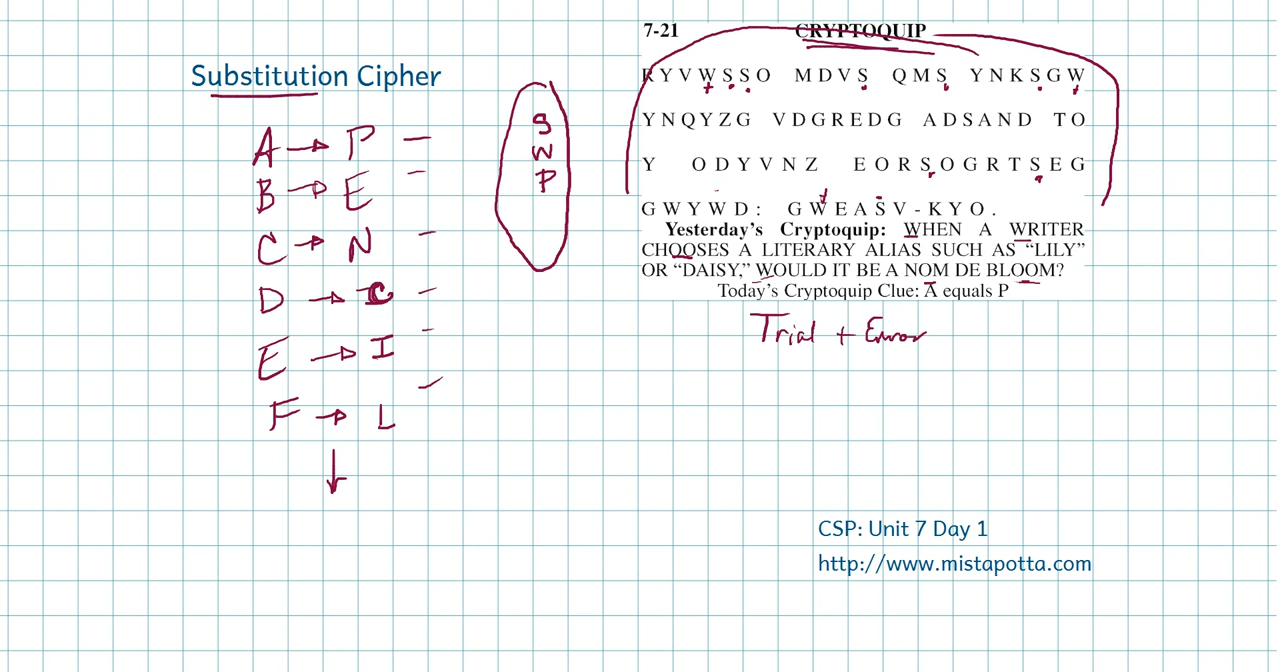 7-21 CRYPTOQUIP
Substitution Cipher
RYVWSSO MDVS QMS YNKSGW
YNQYZG VDGREDG ADSAND TO
Y ODYVNZ EORSOGRTSEG
GWYWD: GWEASV-KYO.
Yesterday's Cryptoquip: WHEN A WRITER
CHOOSES A LITERARY ALIAS SUCH AS "LILY"
OR "DAISY," WOULD IT BE A NOM DE BLOOM?
Today's Cryptoquip Clue: A equals P
A → P
B → E
C → N
D → C
E → I
F → L
↓
S
W
P
Trial + Error
CSP: Unit 7 Day 1
http://www.mistapotta.com